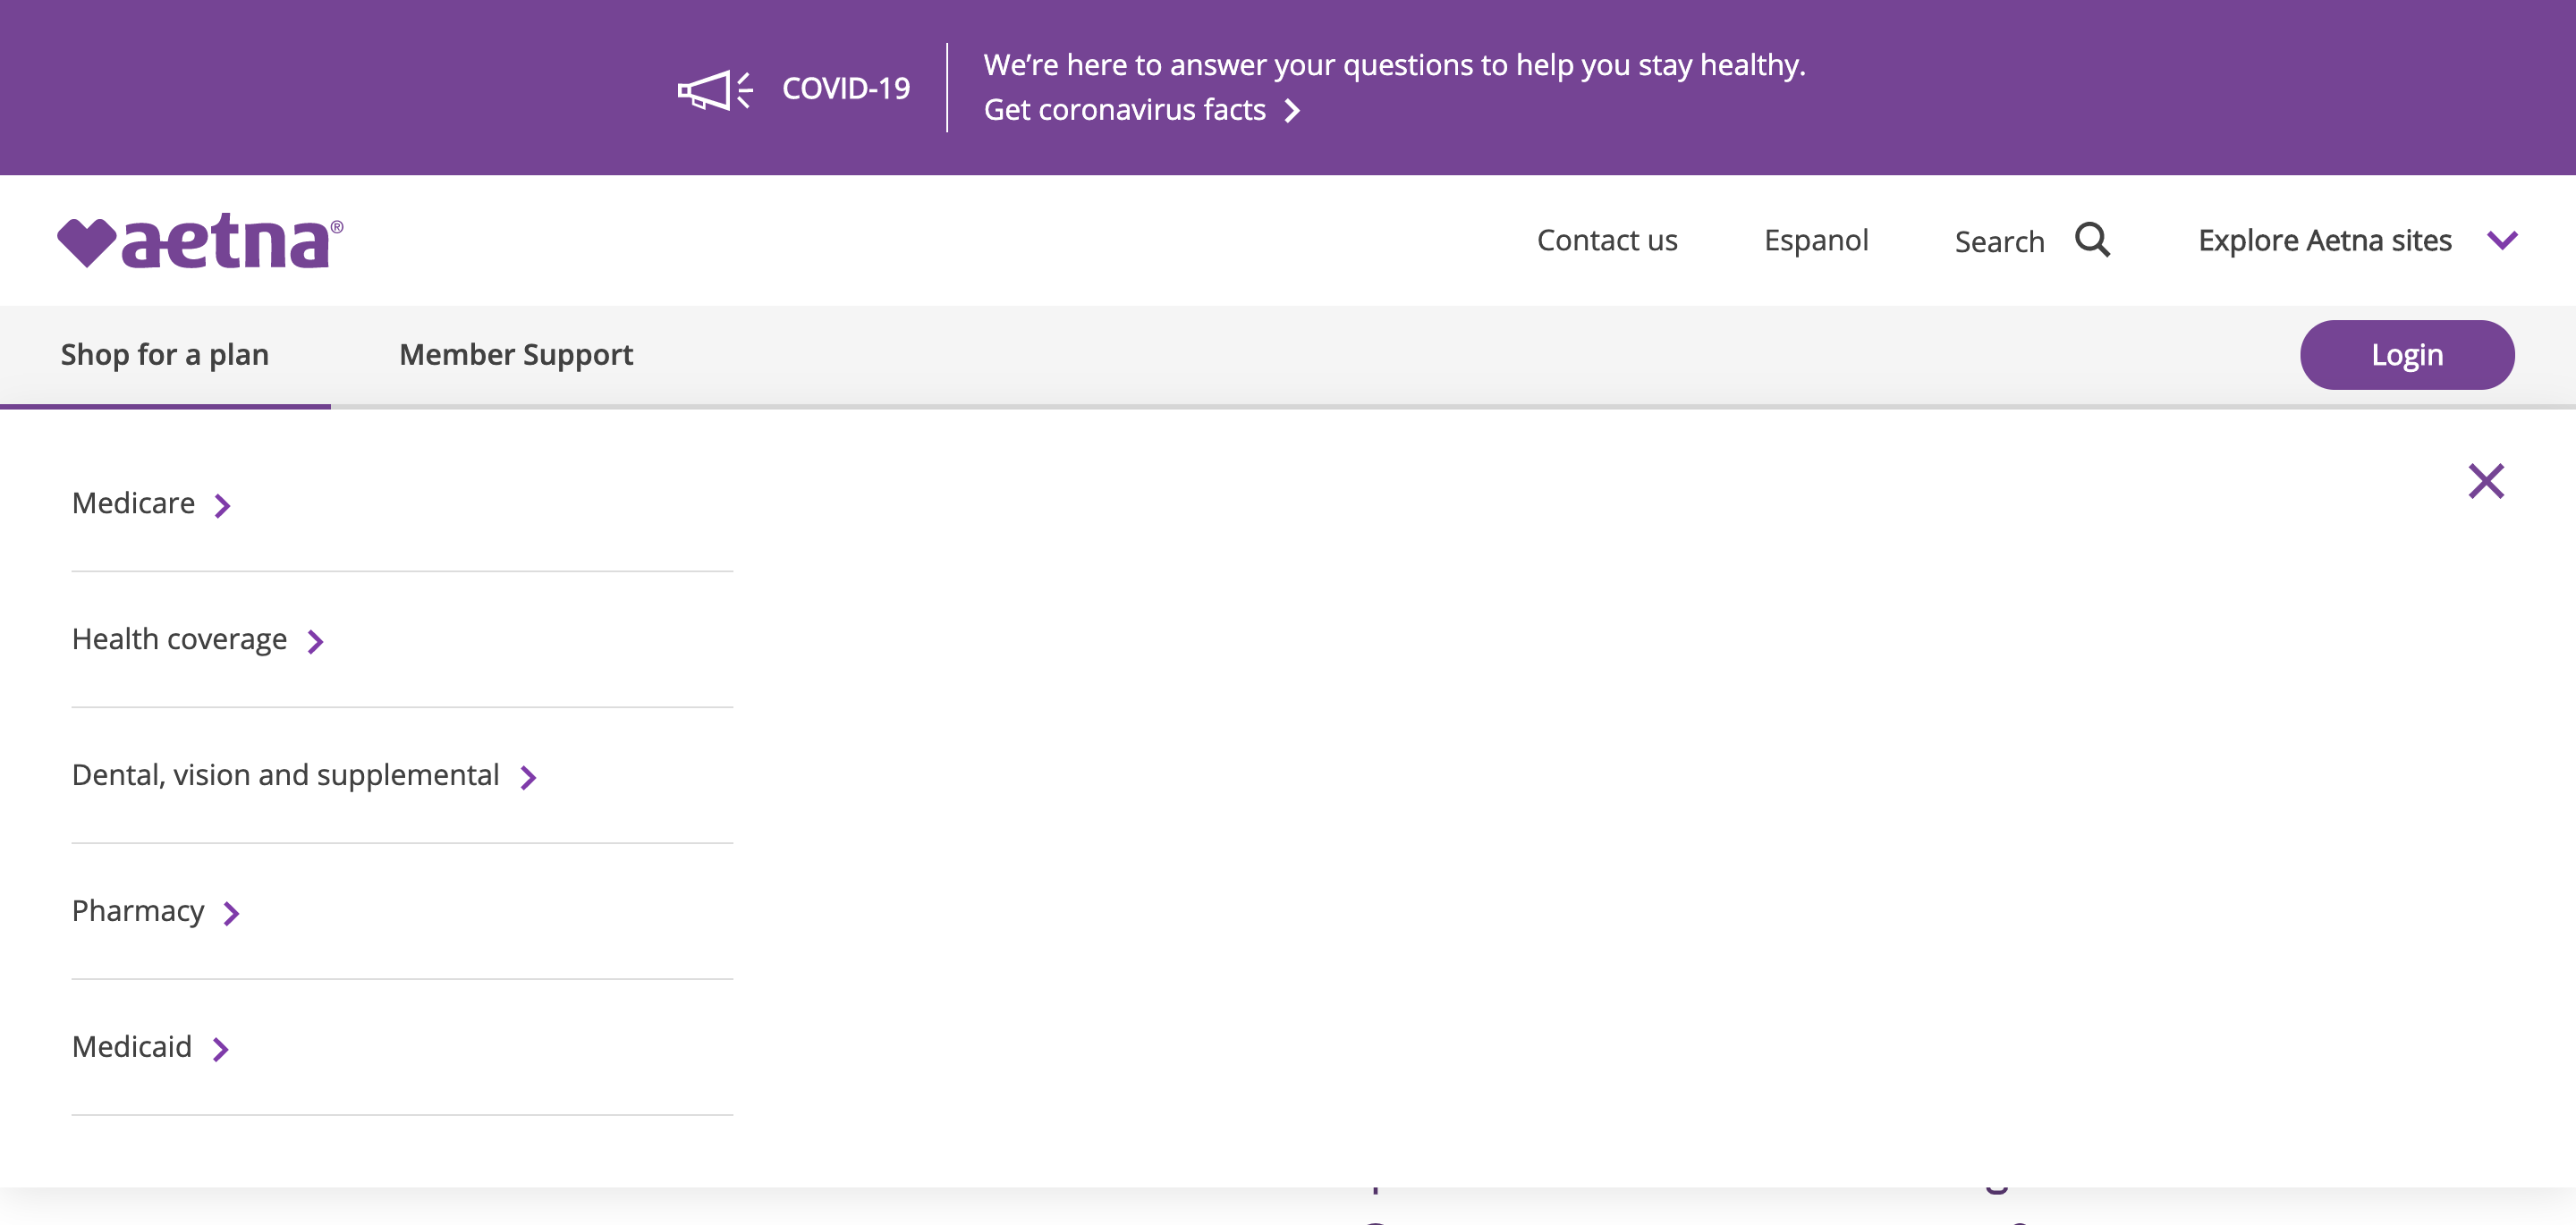 COVID-19
We’re here to answer your questions to help you stay healthy.
Get coronavirus facts
aetna®
Contact us
Espanol
Search
Explore Aetna sites
Shop for a plan
Member Support
Login
Medicare
Health coverage
Dental, vision and supplemental
Pharmacy
Medicaid